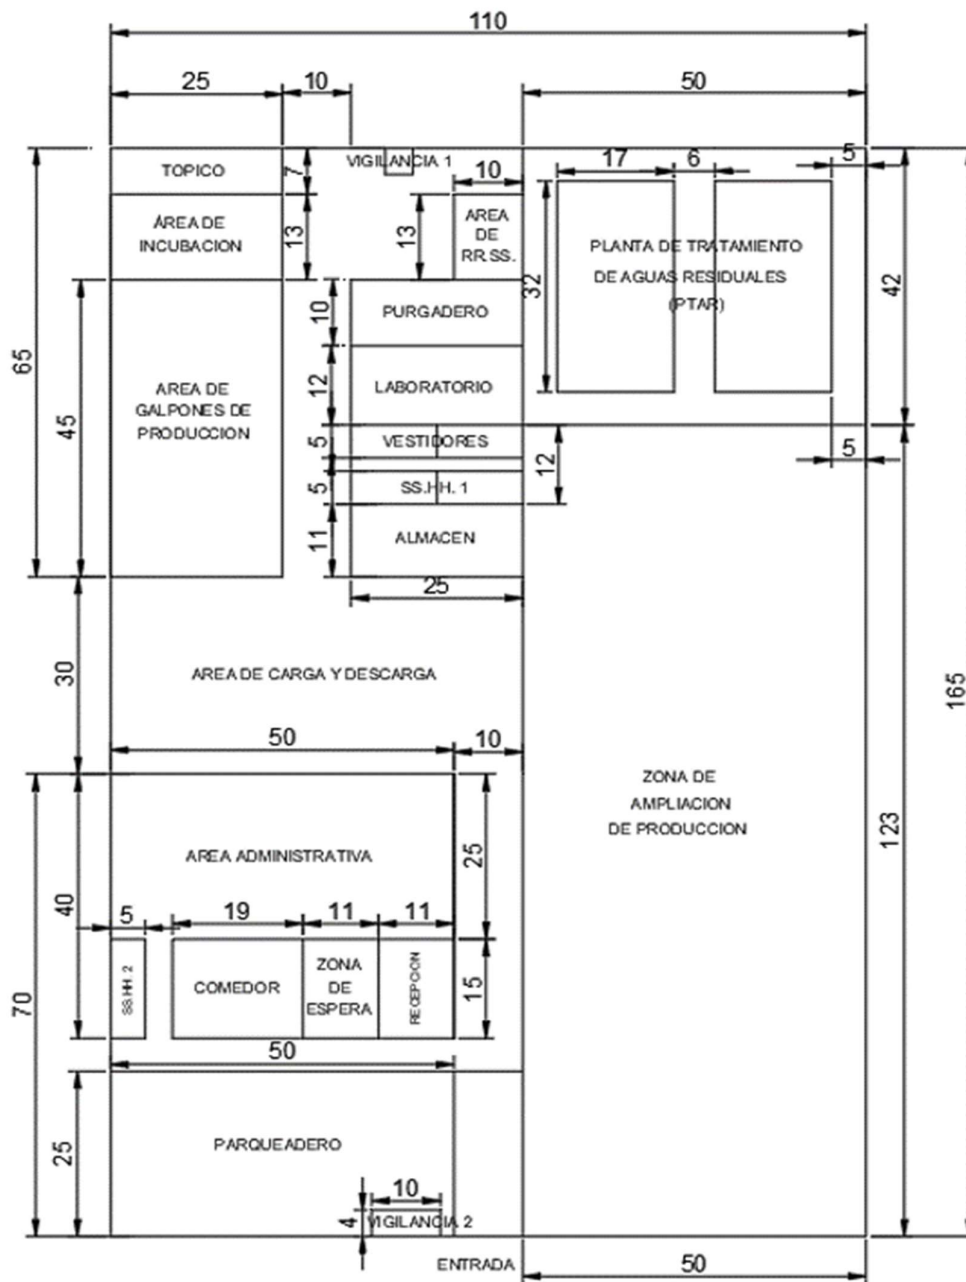 110
25
10
50
TOPICO
7
VIGILANCIA 1
10
17
6
5
ÁREA DE
INCUBACION
13
13
AREA
DE
RR.SS.
32
PLANTA DE TRATAMIENTO
DE AGUAS RESIDUALES
(PTAR)
42
65
45
AREA DE
GALPONES DE
PRODUCCION
10
PURGADERO
12
LABORATORIO
5
VESTIDORES
12
5
5
SS.HH. 1
11
ALMACEN
25
30
AREA DE CARGA Y DESCARGA
165
50
10
ZONA DE
AMPLIACION
DE PRODUCCION
123
70
40
AREA ADMINISTRATIVA
25
5
19
11
11
SS.HH. 2
COMEDOR
ZONA
DE
ESPERA
RECEPCION
15
50
25
PARQUEADERO
10
4
VIGILANCIA 2
ENTRADA
50